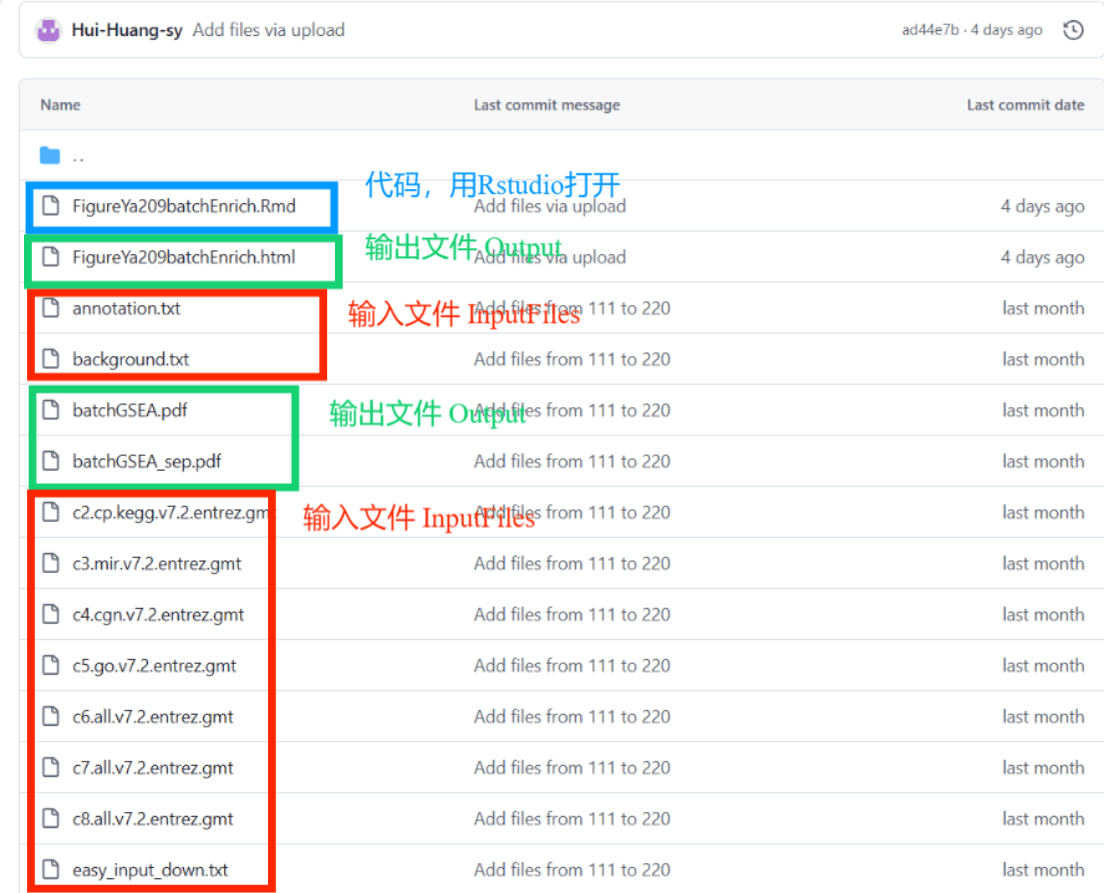 Hui-Huang-sy Add files via upload ad44e7b · 4 days ago
Name Last commit message Last commit date
..
代码，用Rstudio打开
FigureYa209batchEnrich.Rmd Add files via upload 4 days ago
输出文件 Output
FigureYa209batchEnrich.html Add files via upload 4 days ago
输入文件 InputFiles
annotation.txt Add files from 111 to 220 last month
background.txt Add files from 111 to 220 last month
输出文件 Output
batchGSEA.pdf Add files from 111 to 220 last month
batchGSEA_sep.pdf Add files from 111 to 220 last month
输入文件 InputFiles
c2.cp.kegg.v7.2.entrez.gm Add files from 111 to 220 last month
c3.mir.v7.2.entrez.gmt Add files from 111 to 220 last month
c4.cgn.v7.2.entrez.gmt Add files from 111 to 220 last month
c5.go.v7.2.entrez.gmt Add files from 111 to 220 last month
c6.all.v7.2.entrez.gmt Add files from 111 to 220 last month
c7.all.v7.2.entrez.gmt Add files from 111 to 220 last month
c8.all.v7.2.entrez.gmt Add files from 111 to 220 last month
easy_input_down.txt Add files from 111 to 220 last month